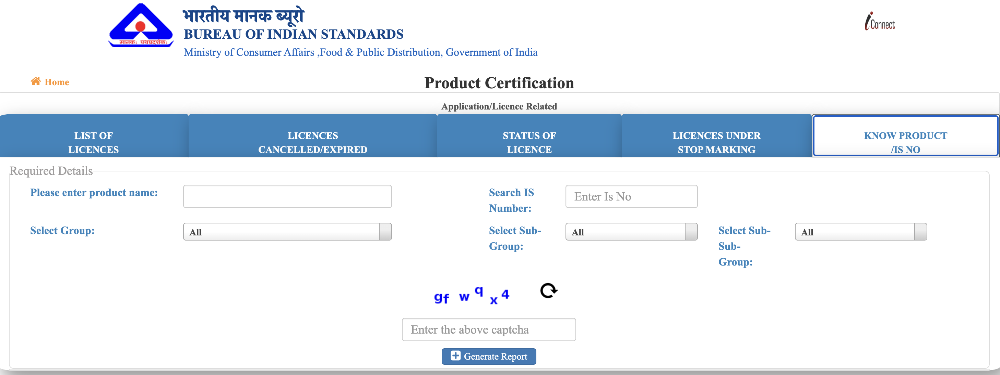 भारतीय मानक ब्यूरो
BUREAU OF INDIAN STANDARDS
Ministry of Consumer Affairs ,Food & Public Distribution, Government of India
मानक: पथप्रदर्शक:
iConnect
Home
Product Certification
Application/Licence Related
LIST OF
LICENCES
LICENCES
CANCELLED/EXPIRED
STATUS OF
LICENCE
LICENCES UNDER
STOP MARKING
KNOW PRODUCT
/IS NO
Required Details
Please enter product name:
Search IS
Number:
Enter Is No
Select Group:
All
Select Sub-
Group:
All
Select Sub-
Sub-
Group:
All
gf w q x 4
Enter the above captcha
Generate Report